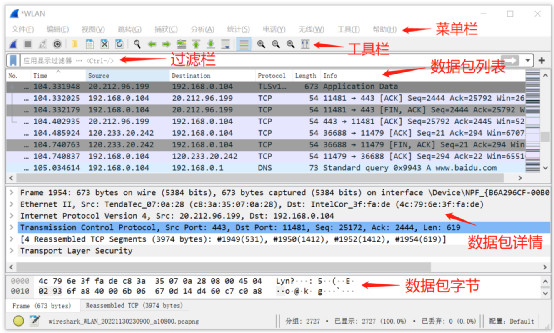 *WLAN
文件(F) 编辑(E) 视图(V) 跳转(G) 捕获(C) 分析(A) 统计(S) 电话(Y) 无线(W) 工具(T) 帮助(H)
菜单栏
工具栏
应用显示过滤器 … <Ctrl-/>
过滤栏
数据包列表
No. Time Source Destination Protocol Length Info
… 104.331948 20.212.96.199 192.168.0.104 TLSv1… 673 Application Data
… 104.332025 192.168.0.104 20.212.96.199 TCP 54 11481 → 443 [ACK] Seq=2444 Ack=25792 Win=26
… 104.332179 192.168.0.104 20.212.96.199 TCP 54 11481 → 443 [FIN, ACK] Seq=2444 Ack=25792 W
… 104.402935 20.212.96.199 192.168.0.104 TCP 54 443 → 11481 [ACK] Seq=25792 Ack=2445 Win=52
… 104.485924 120.233.20.242 192.168.0.104 TCP 54 36688 → 11479 [ACK] Seq=21 Ack=294 Win=6707
… 104.740763 120.233.20.242 192.168.0.104 TCP 54 36688 → 11479 [FIN, ACK] Seq=21 Ack=294 Win
… 104.740837 192.168.0.104 120.233.20.242 TCP 54 11479 → 36688 [ACK] Seq=294 Ack=22 Win=6551
… 105.034614 192.168.0.104 192.168.0.1 DNS 73 Standard query 0x9943 A www.baidu.com
Frame 1954: 673 bytes on wire (5384 bits), 673 bytes captured (5384 bits) on interface \Device\NPF_{B6A296CF-00B0
Ethernet II, Src: TendaTec_07:0a:28 (c8:3a:35:07:0a:28), Dst: IntelCor_3f:fa:de (4c:79:6e:3f:fa:de)
Internet Protocol Version 4, Src: 20.212.96.199, Dst: 192.168.0.104
Transmission Control Protocol, Src Port: 443, Dst Port: 11481, Seq: 25172, Ack: 2444, Len: 619
[4 Reassembled TCP Segments (3974 bytes): #1949(531), #1950(1412), #1952(1412), #1954(619)]
Transport Layer Security
数据包详情
0000 4c 79 6e 3f fa de c8 3a 35 07 0a 28 08 00 45 04 Lyn?···: 5··(··E·
0010 02 93 6f a8 40 00 6b 06 67 0d 14 d4 60 c7 c0 a8 ··o·@·k· g···`···
数据包字节
Frame (673 bytes) Reassembled TCP (3974 bytes)
wireshark_WLAN_20221130230900_a10800.pcapng 分组: 2727 · 已显示: 2727 (100.0%) · 已丢弃: 0 (0.0%) 配置: Default